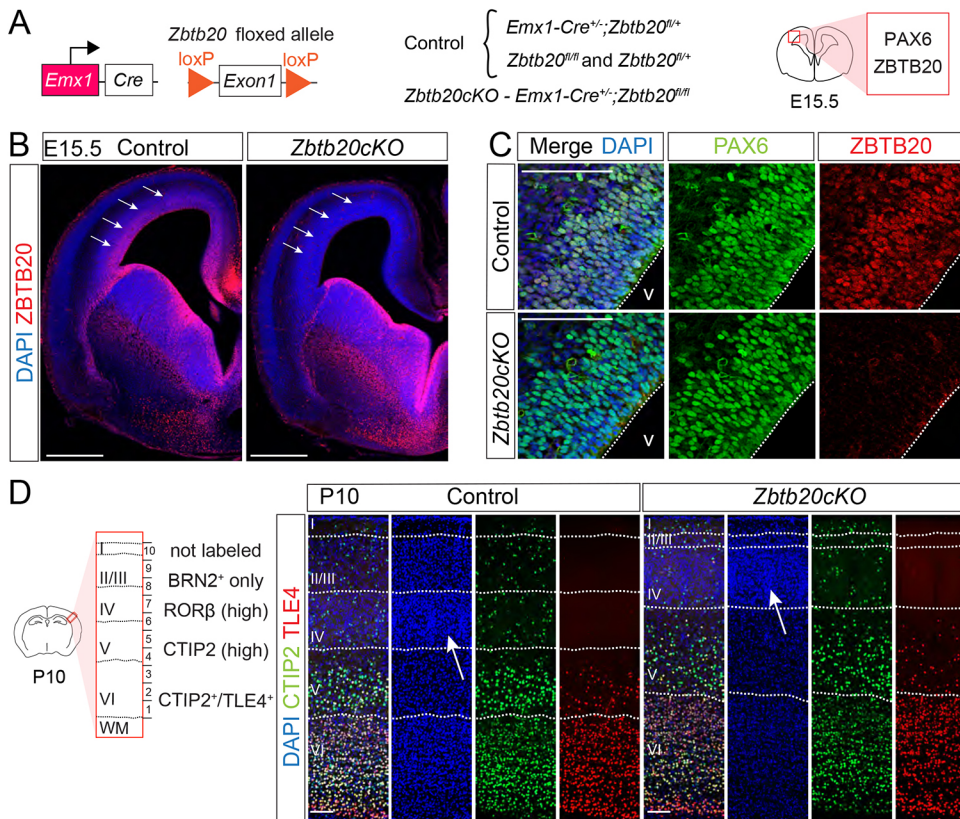 A
Zbtb20 floxed allele
loxP loxP
Emx1 Cre Exon1
Control
Emx1-Cre+/-;Zbtb20fl/+
Zbtb20fl/fl and Zbtb20fl/+
Zbtb20cKO - Emx1-Cre+/-;Zbtb20fl/fl
E15.5
PAX6
ZBTB20
B
E15.5 Control
Zbtb20cKO
DAPI ZBTB20
C
Merge DAPI
PAX6
ZBTB20
Control
V
Zbtb20cKO
V
D
P10
I
II/III
IV
V
VI
WM
10
9
8
7
6
5
4
3
2
1
not labeled
BRN2+ only
RORβ (high)
CTIP2 (high)
CTIP2+/TLE4+
DAPI CTIP2 TLE4
P10 Control
Zbtb20cKO
I
II/III
IV
V
VI
I
II/III
IV
V
VI